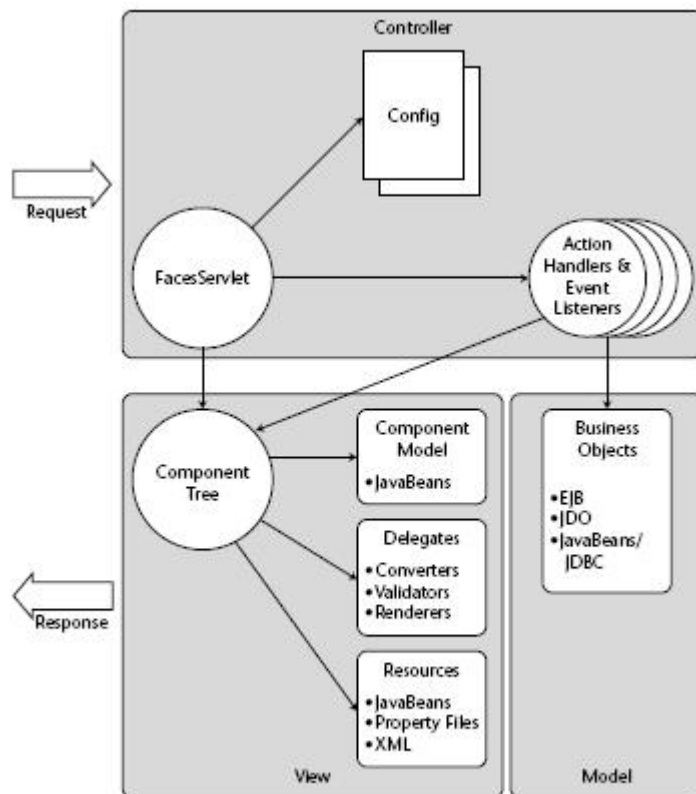 Controller
Config
Request
FacesServlet
Action
Handlers &
Event
Listeners
Component
Tree
Component
Model
•JavaBeans
Delegates
•Converters
•Validators
•Renderers
Resources
•JavaBeans
•Property Files
•XML
Response
View
Business
Objects
•EJB
•JDO
•JavaBeans/
JDBC
Model